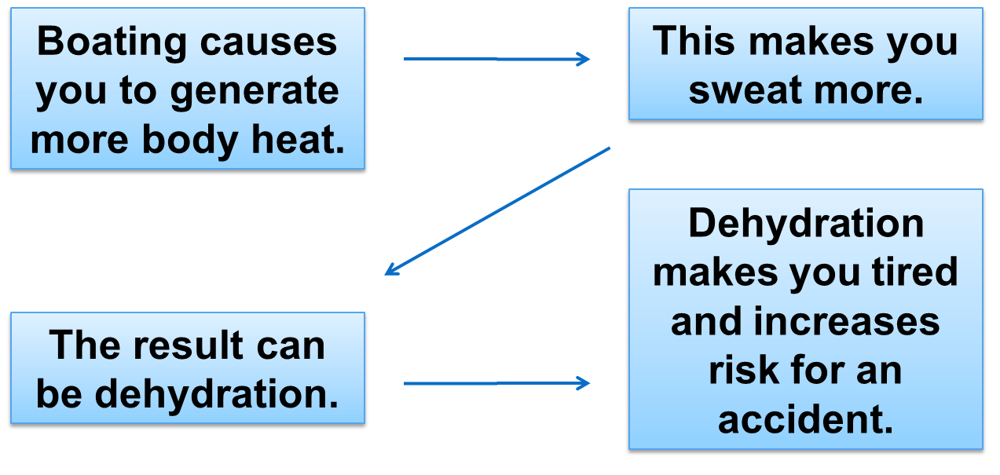 Boating causes
you to generate
more body heat.
This makes you
sweat more.
The result can
be dehydration.
Dehydration
makes you tired
and increases
risk for an
accident.